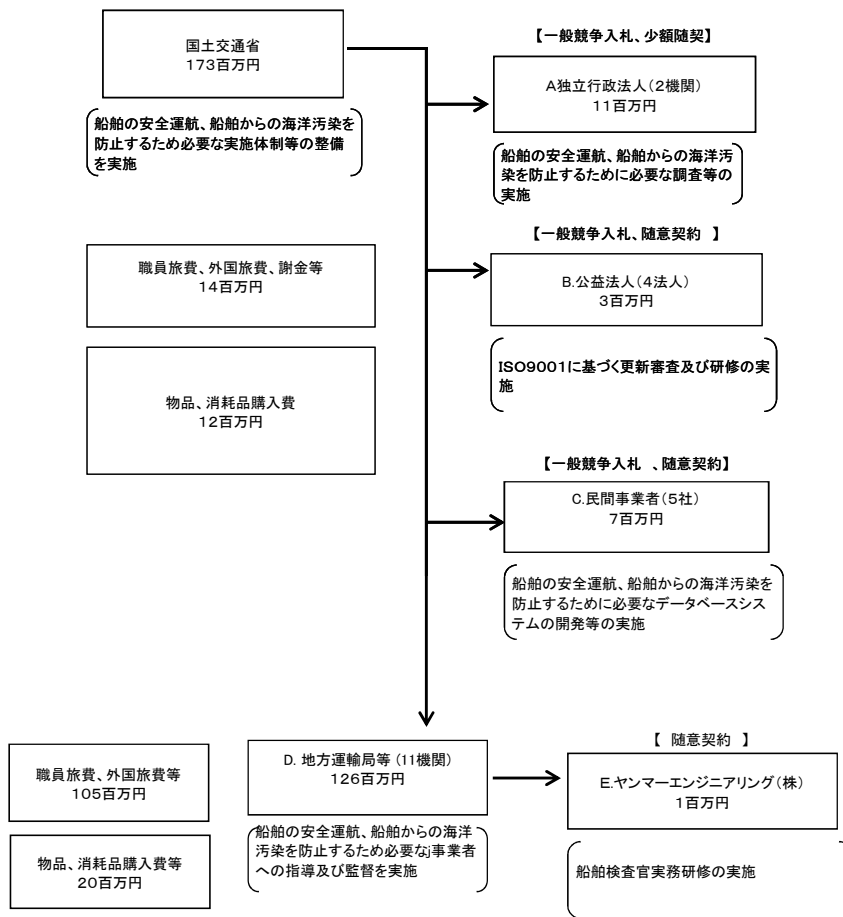 国土交通省
173百万円
船舶の安全運航、船舶からの海洋汚染を
防止するため必要な実施体制等の整備
を実施
【一般競争入札、少額随契】
A独立行政法人（2機関）
11百万円
船舶の安全運航、船舶からの海洋汚
染を防止するために必要な調査等の
実施
職員旅費、外国旅費、謝金等
14百万円
【一般競争入札、随意契約　】
B.公益法人（4法人）
3百万円
ISO9001に基づく更新審査及び研修の実
施
物品、消耗品購入費
12百万円
【一般競争入札　、随意契約】
C.民間事業者（5社）
7百万円
船舶の安全運航、船舶からの海洋汚染を
防止するために必要なデータベースシス
テムの開発等の実施
職員旅費、外国旅費等
105百万円
物品、消耗品購入費等
20百万円
D. 地方運輸局等 (11機関)
126百万円
船舶の安全運航、船舶からの海洋
汚染を防止するため必要なj事業者
への指導及び監督を実施
【　随意契約　】
E.ヤンマーエンジニアリング（株）
1百万円
船舶検査官実務研修の実施